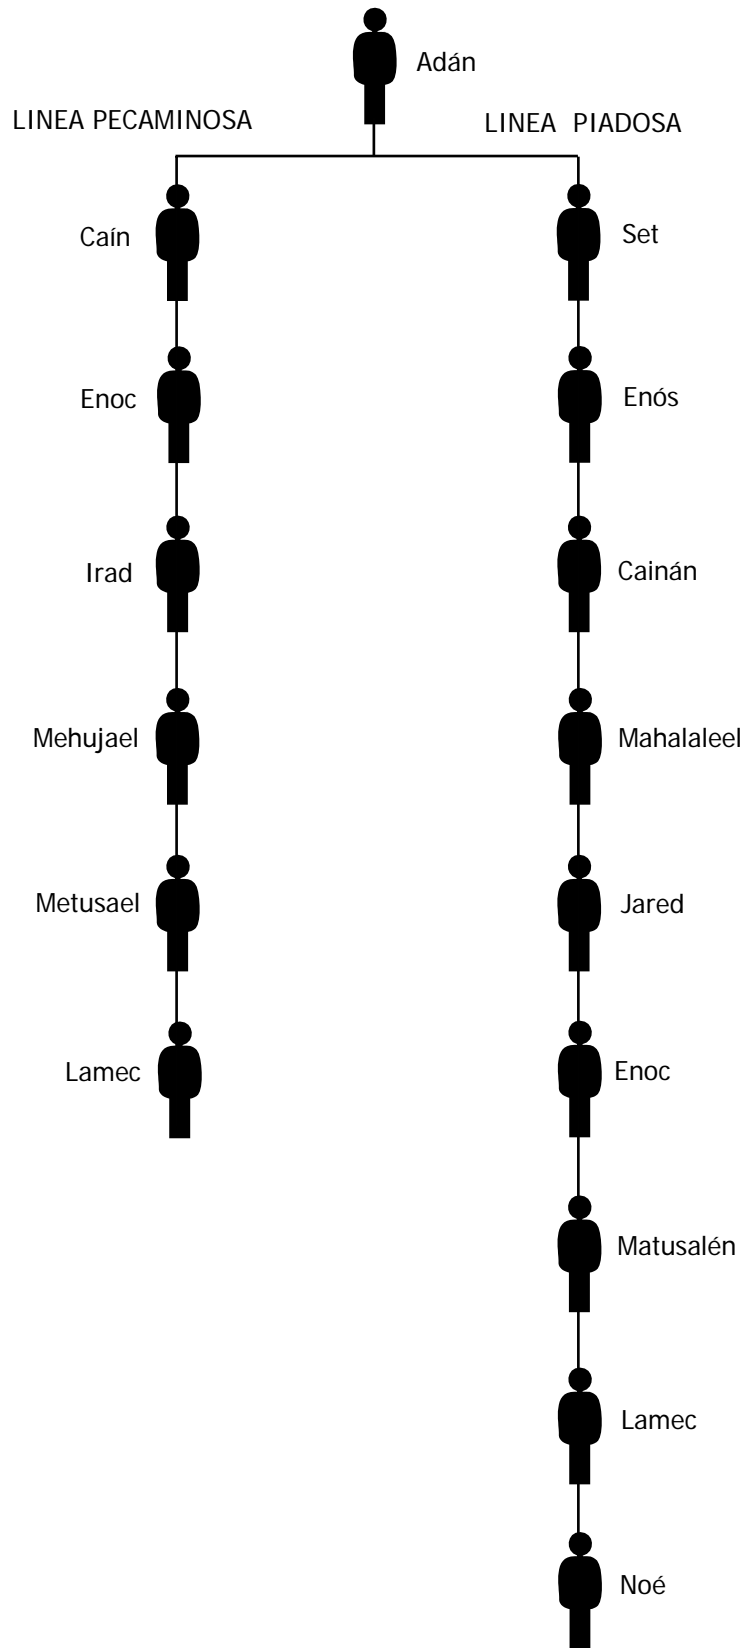 Adán
LINEA PECAMINOSA
LINEA PIADOSA
Caín
Set
Enoc
Enós
Irad
Cainán
Mehujael
Mahalaleel
Metusael
Jared
Lamec
Enoc
Matusalén
Lamec
Noé